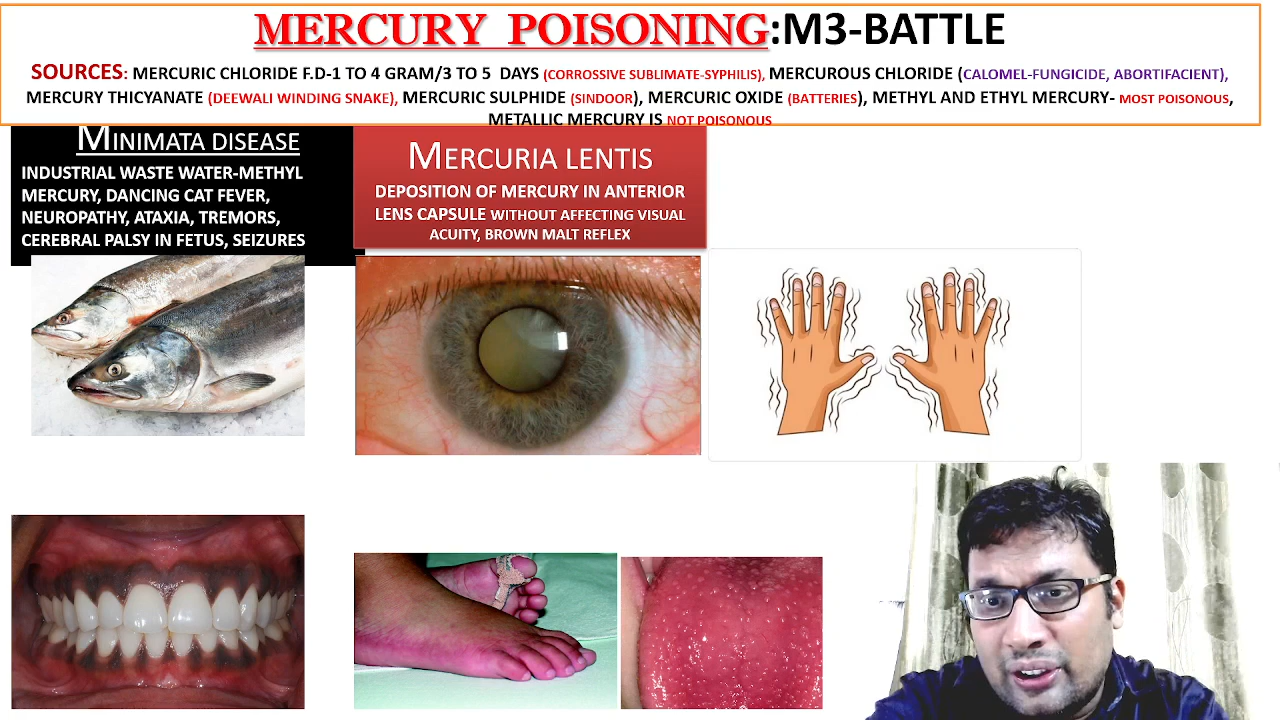 MERCURY POISONING:M3-BATTLE
SOURCES: MERCURIC CHLORIDE F.D-1 TO 4 GRAM/3 TO 5 DAYS (CORROSSIVE SUBLIMATE-SYPHILIS), MERCUROUS CHLORIDE (CALOMEL-FUNGICIDE, ABORTIFACIENT),
MERCURY THICYANATE (DEEWALI WINDING SNAKE), MERCURIC SULPHIDE (SINDOOR), MERCURIC OXIDE (BATTERIES), METHYL AND ETHYL MERCURY- MOST POISONOUS,
METALLIC MERCURY IS NOT POISONOUS
MINIMATA DISEASE
INDUSTRIAL WASTE WATER-METHYL
MERCURY, DANCING CAT FEVER,
NEUROPATHY, ATAXIA, TREMORS,
CEREBRAL PALSY IN FETUS, SEIZURES
MERCURIA LENTIS
DEPOSITION OF MERCURY IN ANTERIOR
LENS CAPSULE WITHOUT AFFECTING VISUAL
ACUITY, BROWN MALT REFLEX